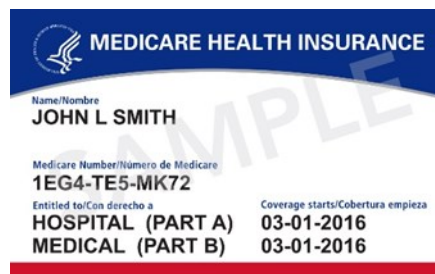 MEDICARE HEALTH INSURANCE
Name/Nombre
JOHN L SMITH
Medicare Number/Número de Medicare
1EG4-TE5-MK72
Entitled to/Con derecho a
HOSPITAL (PART A)
MEDICAL (PART B)
Coverage starts/Cobertura empieza
03-01-2016
03-01-2016
SAMPLE